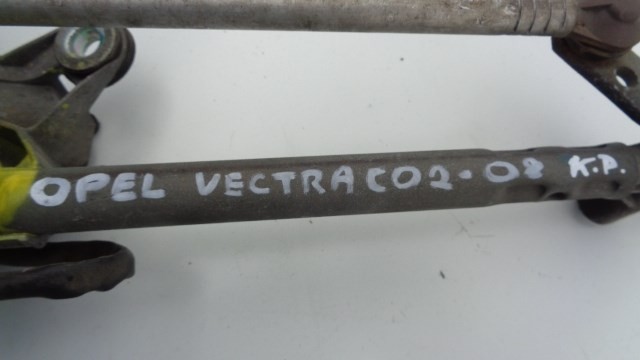 OPEL VECTRA C02-08 K.P.